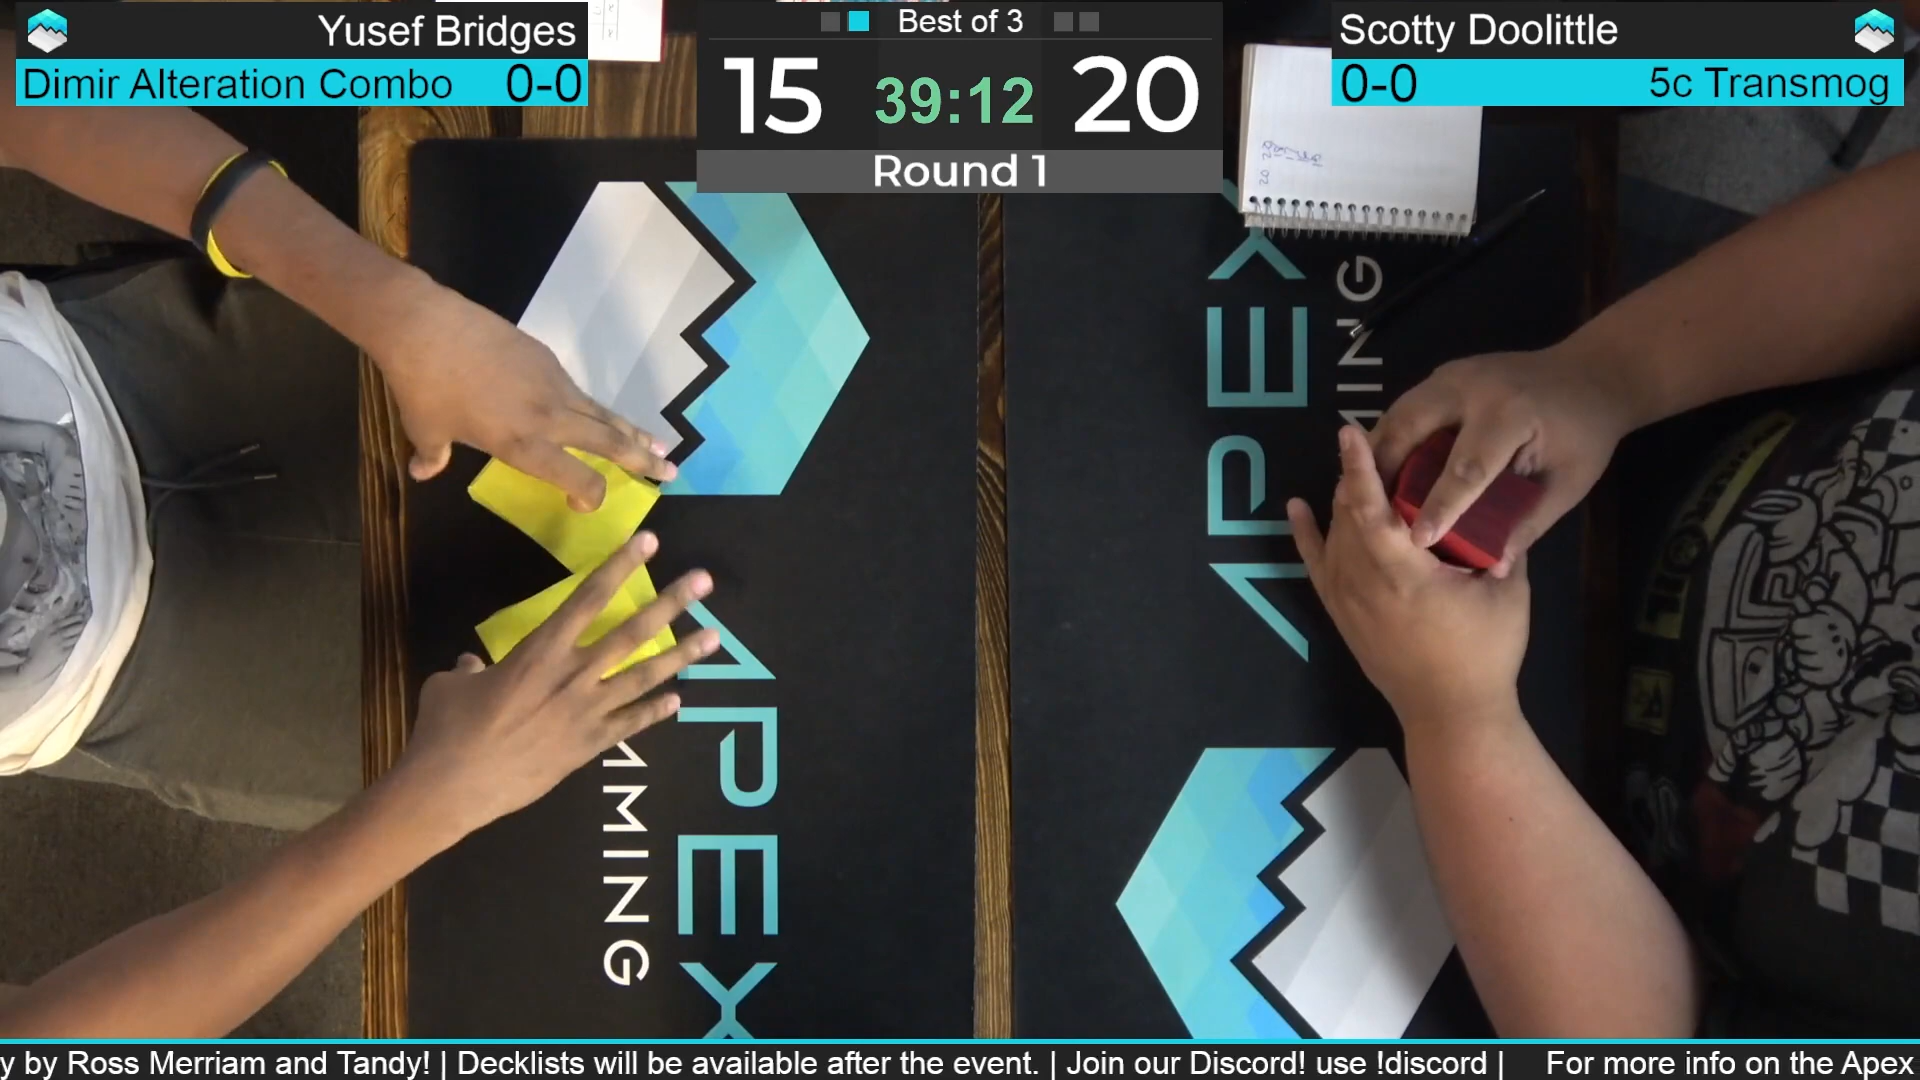 Yusef Bridges
Dimir Alteration Combo 0-0
Best of 3
15 39:12 20
Round 1
Scotty Doolittle
0-0 5c Transmog
APEX
MING
APEX
MING
y by Ross Merriam and Tandy! | Decklists will be available after the event. | Join our Discord! use !discord | For more info on the Apex